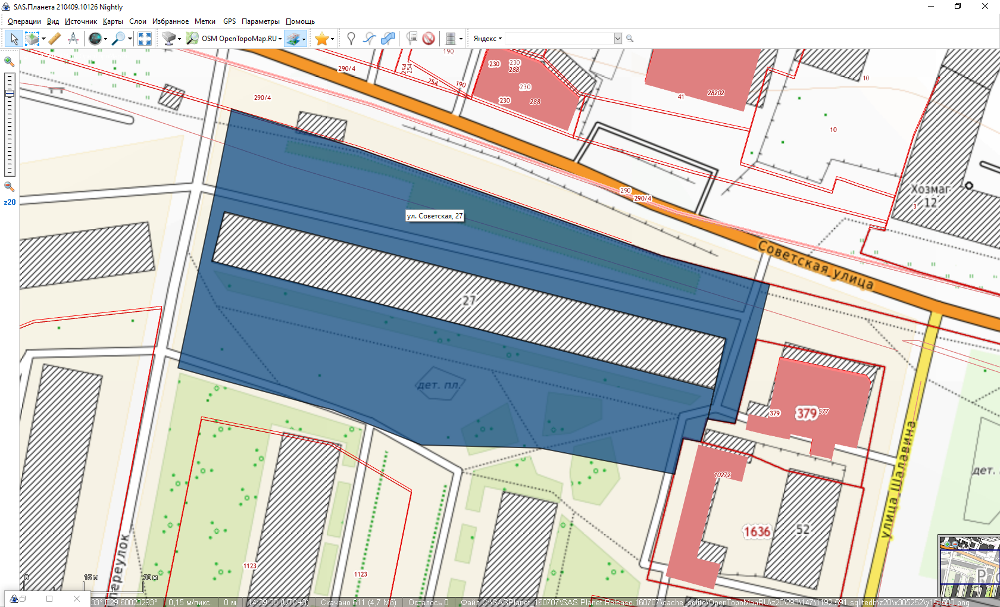 SAS.Планета 210409.10126 Nightly
Операции Вид Источник Карты Слои Избранное Метки GPS Параметры Помощь
OSM OpenTopoMap.RU
Яндекс
z20
190
290/4
254
254
254
190
230
230
288
230
230
288
41
28202
10
10
290/4
290
290/4
Хозмаг
12
3
ул. Советская, 27
Советская улица
27
дет. пл.
379
379
577
10272
1636
52
улица Шалавина
дет.
переулок
1123
1123
0 15 м 30 м
Р
33° E29.60023293° 0,15 м/пикс. 0 м 14:39:30 (UTC+3) Скачано 611 (4,7 Мб) Осталось 0 Файл C:\SASPlanet_160707\SAS.Planet.Release.160707\cache_sqlite\OpenTopoMapRU\z20\298\147\1192.591.sqlitedb\z20\x305252\y151500.png